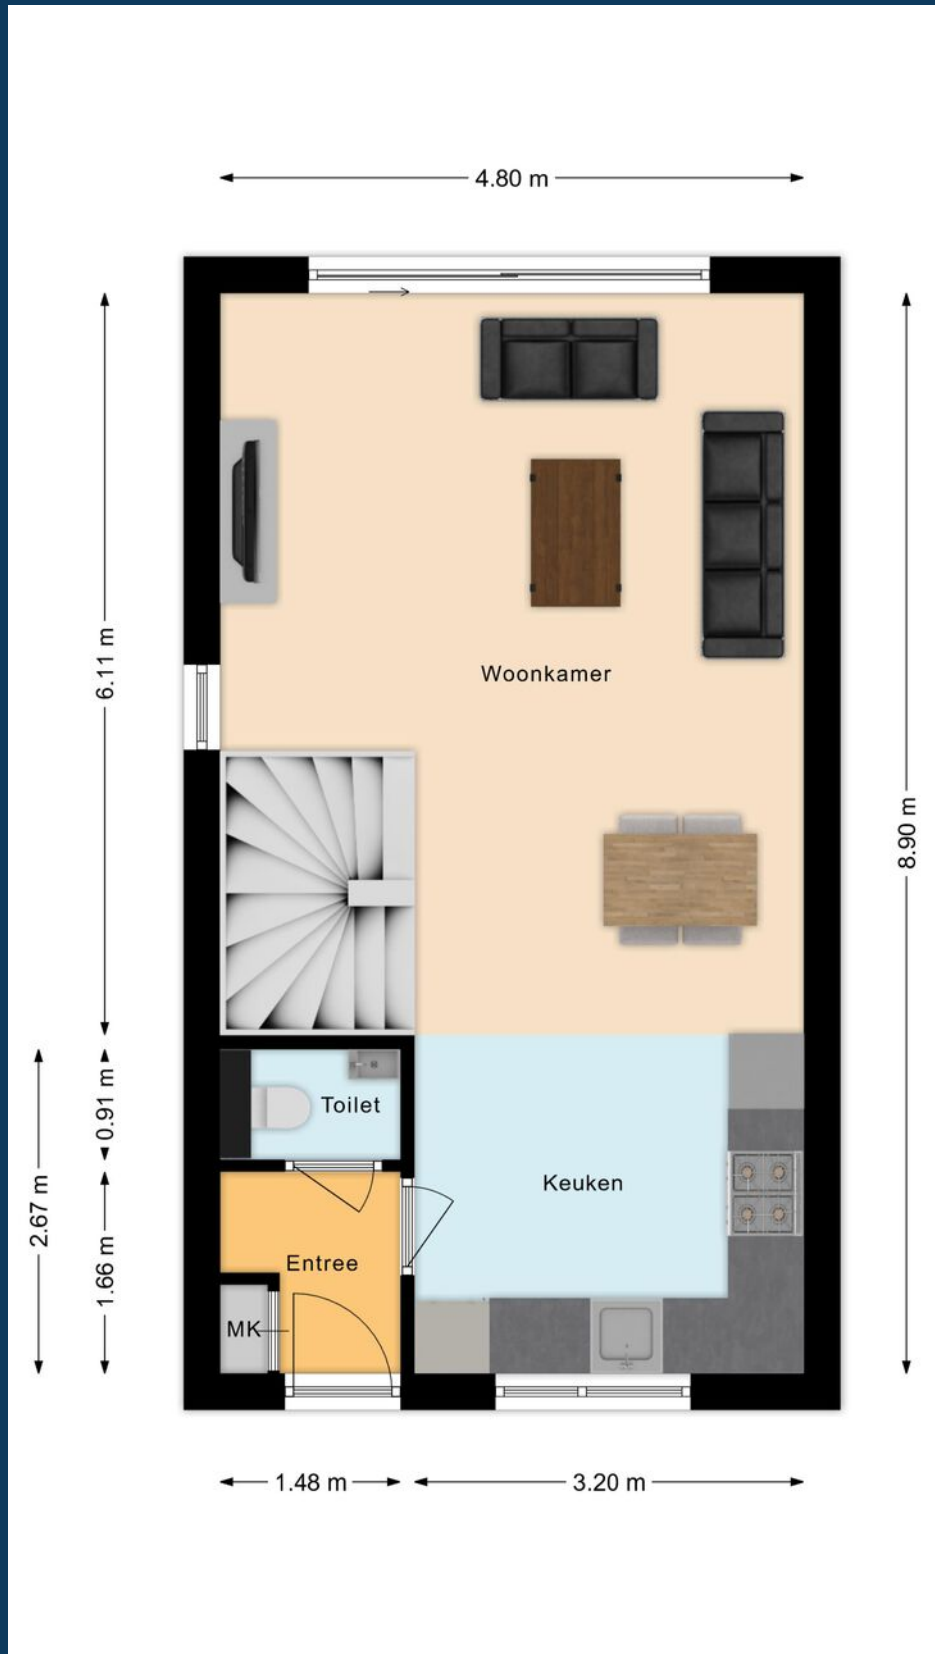 4.80 m
6.11 m
Woonkamer
8.90 m
0.91 m
Toilet
2.67 m
Keuken
1.66 m
Entree
MK
1.48 m
3.20 m